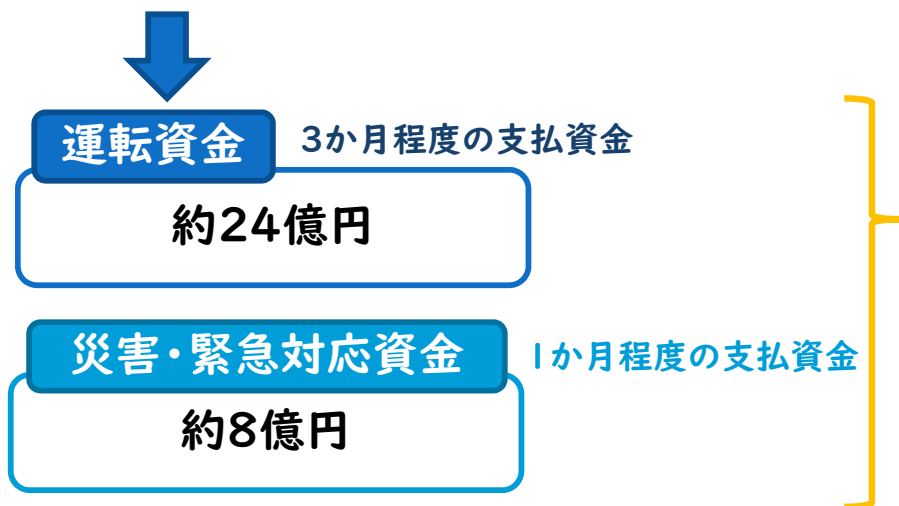 運転資金
3か月程度の支払資金
約24億円
災害・緊急対応資金
1か月程度の支払資金
約8億円